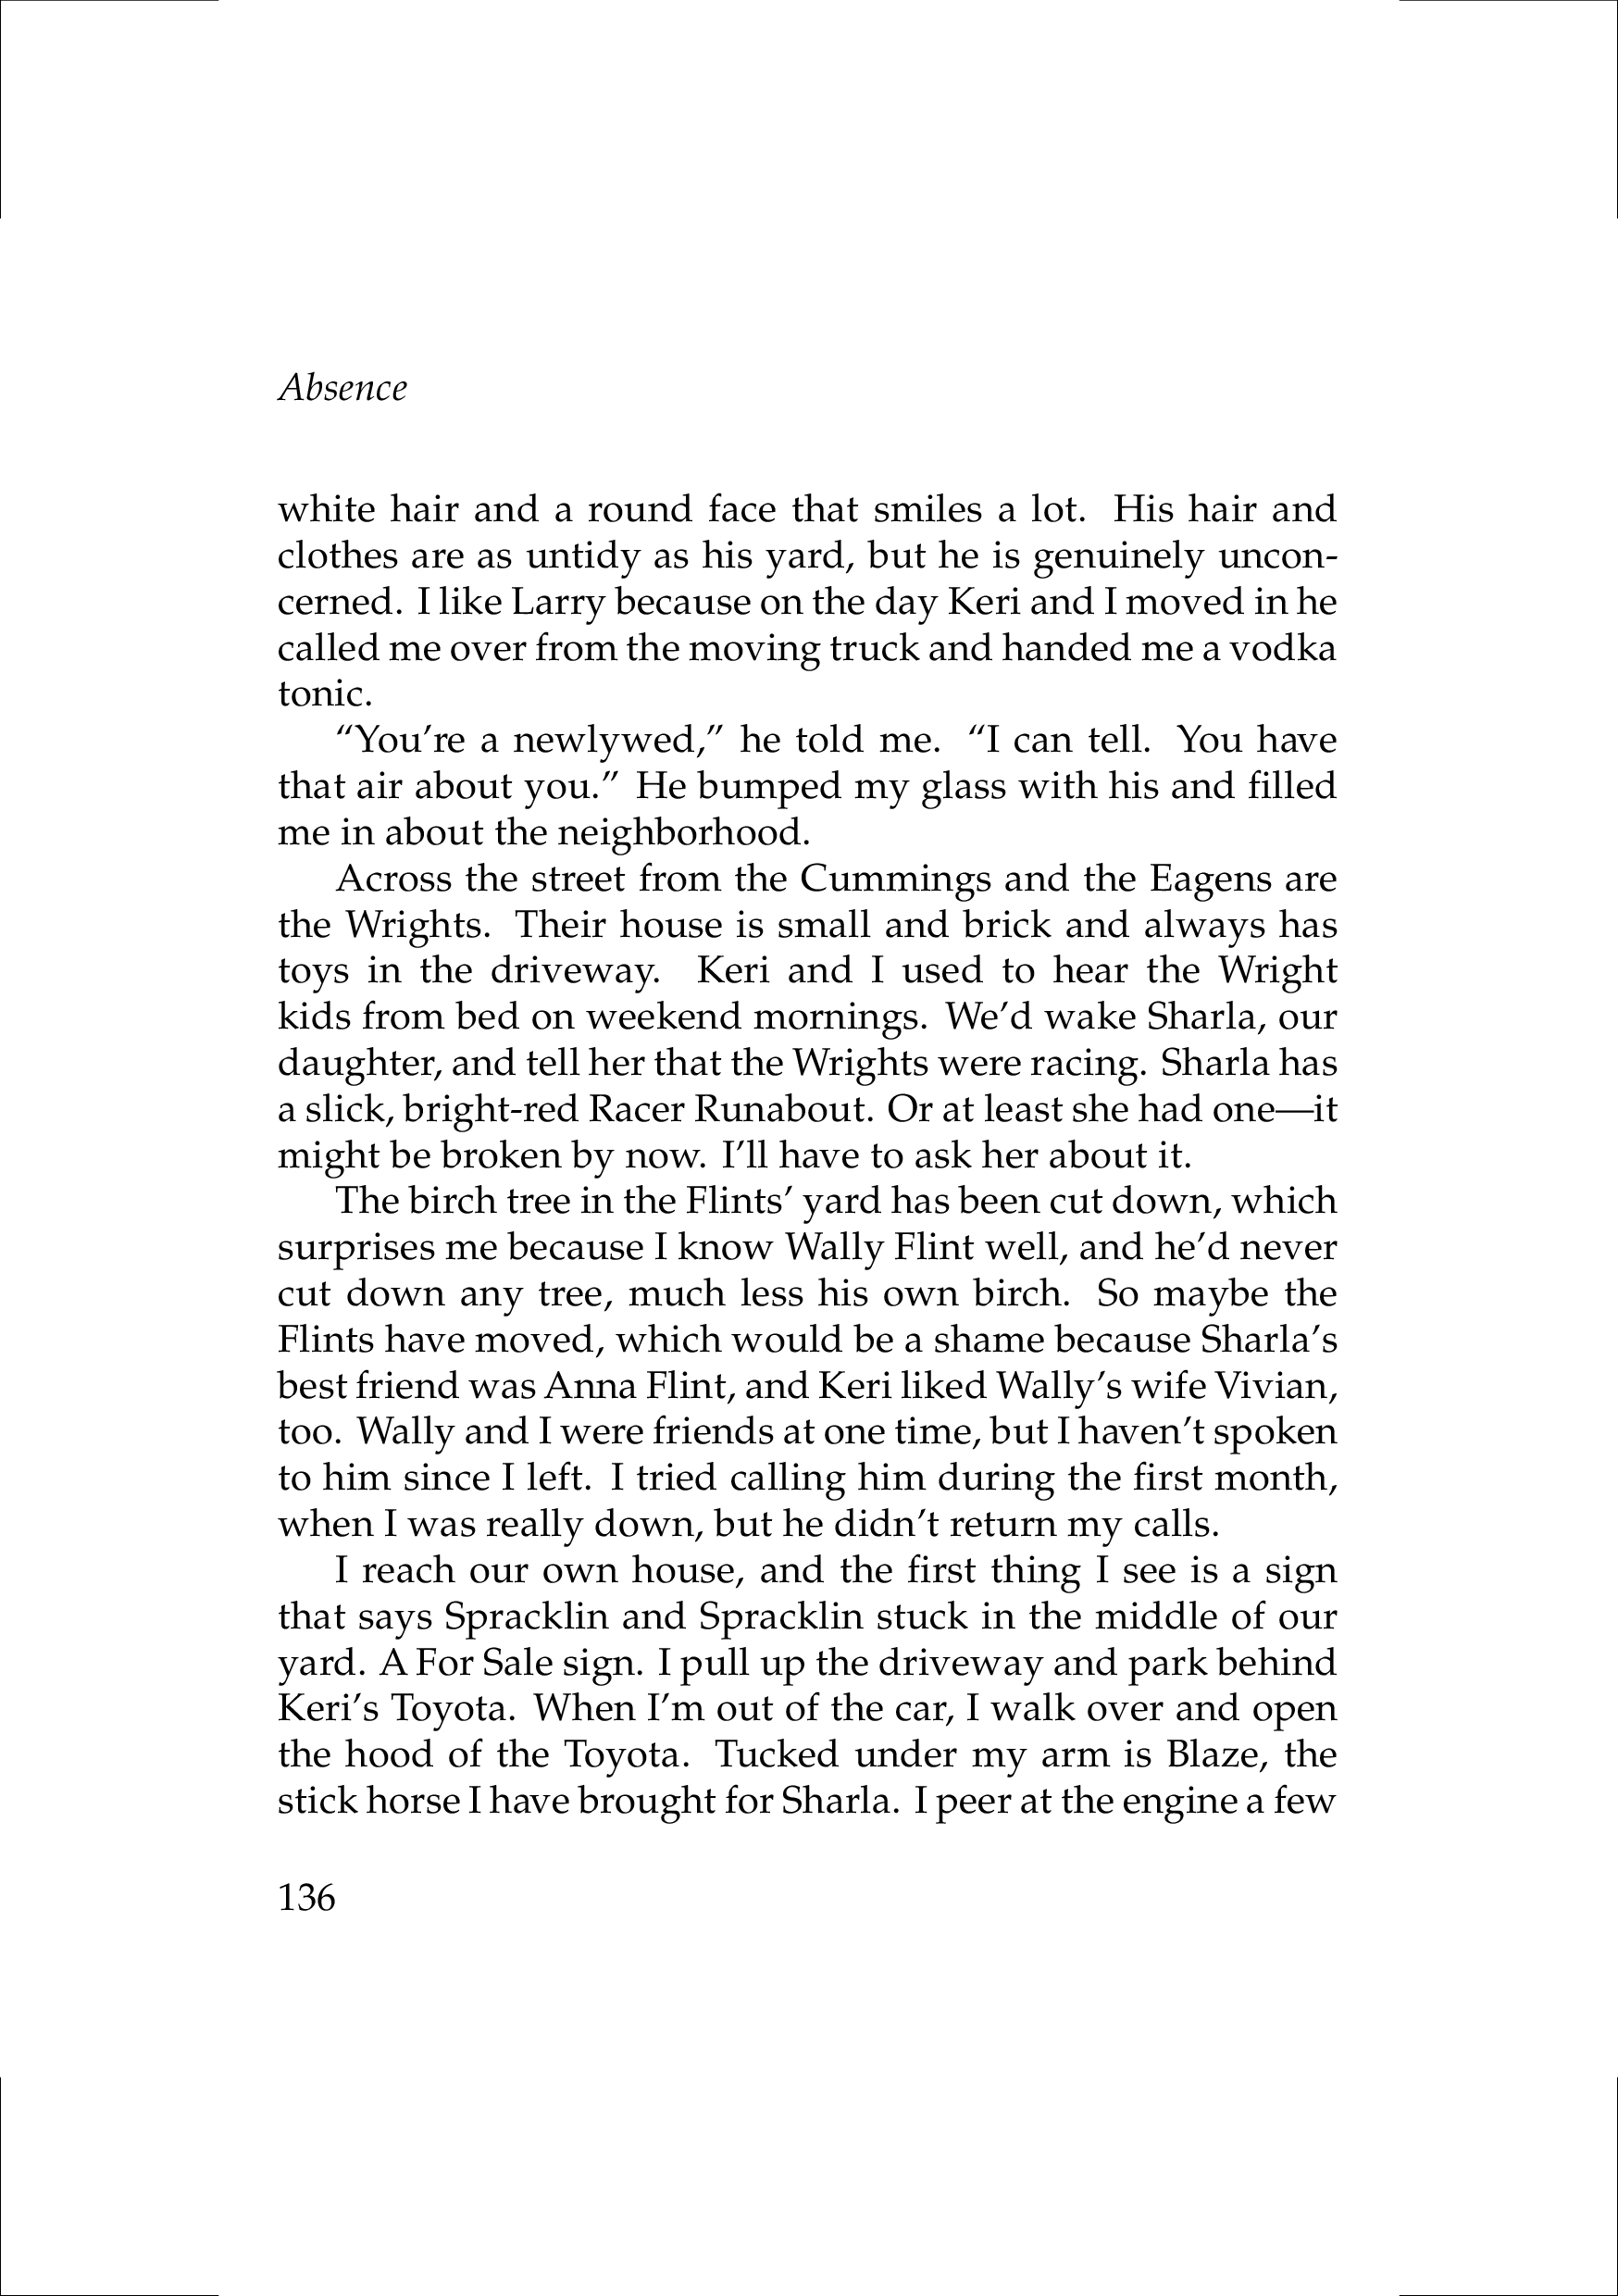 Absence
white hair and a round face that smiles a lot. His hair and
clothes are as untidy as his yard, but he is genuinely uncon-
cerned. I like Larry because on the day Keri and I moved in he
called me over from the moving truck and handed me a vodka
tonic.
“You’re a newlywed,” he told me. “I can tell. You have
that air about you.” He bumped my glass with his and filled
me in about the neighborhood.
Across the street from the Cummings and the Eagens are
the Wrights. Their house is small and brick and always has
toys in the driveway. Keri and I used to hear the Wright
kids from bed on weekend mornings. We’d wake Sharla, our
daughter, and tell her that the Wrights were racing. Sharla has
a slick, bright-red Racer Runabout. Or at least she had one—it
might be broken by now. I’ll have to ask her about it.
The birch tree in the Flints’ yard has been cut down, which
surprises me because I know Wally Flint well, and he’d never
cut down any tree, much less his own birch. So maybe the
Flints have moved, which would be a shame because Sharla’s
best friend was Anna Flint, and Keri liked Wally’s wife Vivian,
too. Wally and I were friends at one time, but I haven’t spoken
to him since I left. I tried calling him during the first month,
when I was really down, but he didn’t return my calls.
I reach our own house, and the first thing I see is a sign
that says Spracklin and Spracklin stuck in the middle of our
yard. A For Sale sign. I pull up the driveway and park behind
Keri’s Toyota. When I’m out of the car, I walk over and open
the hood of the Toyota. Tucked under my arm is Blaze, the
stick horse I have brought for Sharla. I peer at the engine a few
136